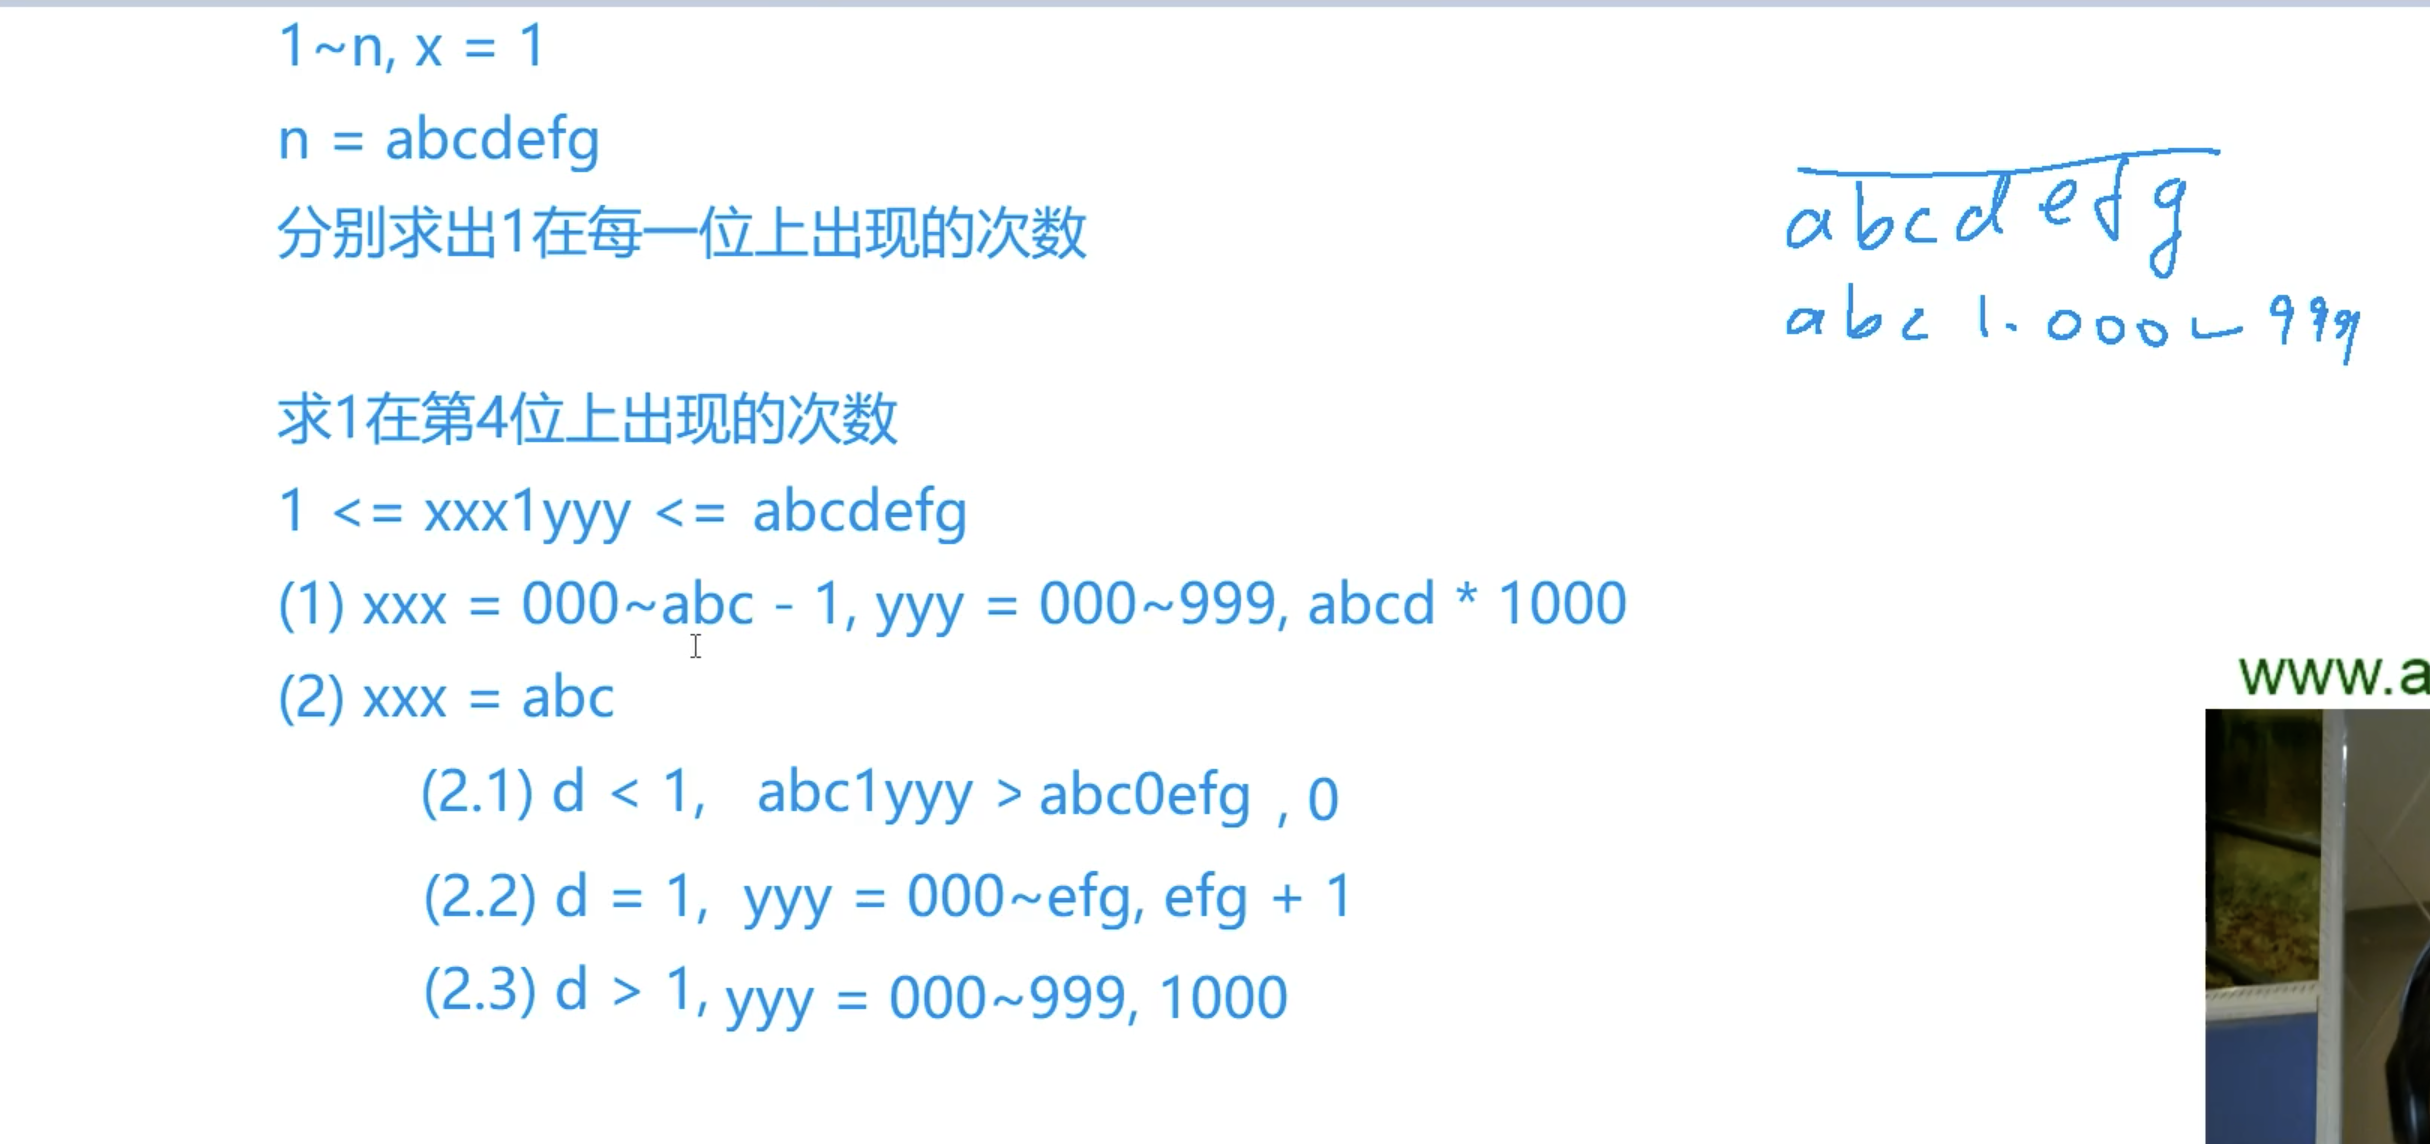 1~n, x = 1
n = abcdefg
分别求出1在每一位上出现的次数
abcdefg
abc 1.000~999
求1在第4位上出现的次数
1 <= xxx1yyy <= abcdefg
(1) xxx = 000~abc - 1, yyy = 000~999, abcd * 1000
(2) xxx = abc
www.a
(2.1) d < 1, abc1yyy > abc0efg , 0
(2.2) d = 1, yyy = 000~efg, efg + 1
(2.3) d > 1, yyy = 000~999, 1000